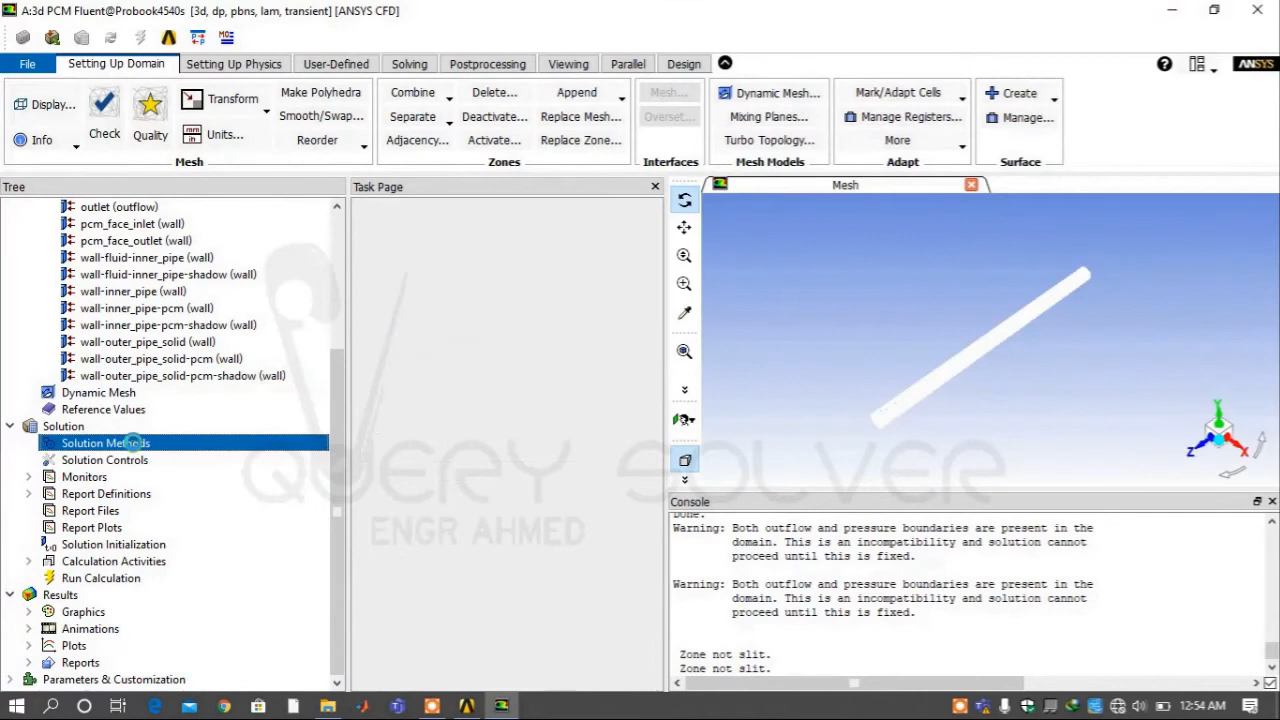 A:3d PCM Fluent@Probook4540s [3d, dp, pbns, lam, transient] [ANSYS CFD]
File
Setting Up Domain
Setting Up Physics
User-Defined
Solving
Postprocessing
Viewing
Parallel
Design
ANSYS
Display...
Info
Check
Quality
Transform
Units...
Make Polyhedra
Smooth/Swap...
Reorder
Mesh
Combine
Separate
Adjacency...
Delete...
Deactivate...
Activate...
Append
Replace Mesh...
Replace Zone...
Zones
Mesh...
Overset...
Interfaces
Dynamic Mesh...
Mixing Planes...
Turbo Topology...
Mesh Models
Mark/Adapt Cells
Manage Registers...
More
Adapt
Create
Manage...
Surface
Tree
outlet (outflow)
pcm_face_inlet (wall)
pcm_face_outlet (wall)
wall-fluid-inner_pipe (wall)
wall-fluid-inner_pipe-shadow (wall)
wall-inner_pipe (wall)
wall-inner_pipe-pcm (wall)
wall-inner_pipe-pcm-shadow (wall)
wall-outer_pipe_solid (wall)
wall-outer_pipe_solid-pcm (wall)
wall-outer_pipe_solid-pcm-shadow (wall)
Dynamic Mesh
Reference Values
Solution
Solution Methods
Solution Controls
Monitors
Report Definitions
Report Files
Report Plots
Solution Initialization
Calculation Activities
Run Calculation
Results
Graphics
Animations
Plots
Reports
Parameters & Customization
Task Page
Mesh
Y
Z
X
QUERY SOLVER
ENGR AHMED
Console
Done.
Warning: Both outflow and pressure boundaries are present in the
domain. This is an incompatibility and solution cannot
proceed until this is fixed.
Warning: Both outflow and pressure boundaries are present in the
domain. This is an incompatibility and solution cannot
proceed until this is fixed.
Zone not slit.
Zone not slit.
12:54 AM